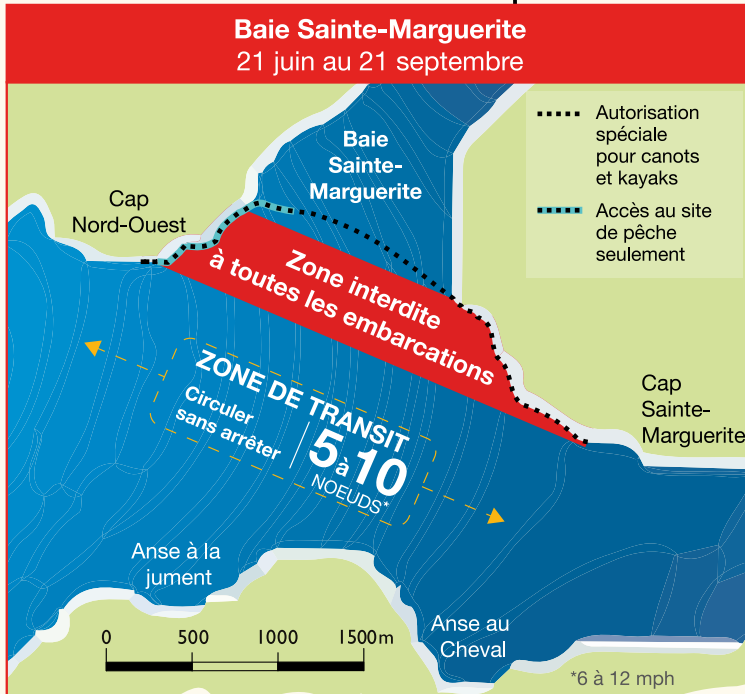 Baie Sainte-Marguerite
21 juin au 21 septembre
Autorisation
spéciale
pour canots
et kayaks
Accès au site
de pêche
seulement
Baie
Sainte-
Marguerite
Cap
Nord-Ouest
Zone interdite
à toutes les embarcations
ZONE DE TRANSIT
Circuler
sans arrêter
5 à 10
NOEUDS*
Cap
Sainte-
Marguerite
Anse à la
jument
Anse au
Cheval
0 500 1000 1500m
*6 à 12 mph